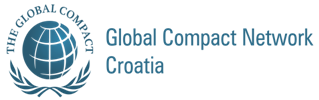 THE GLOBAL COMPACT
Global Compact Network
Croatia